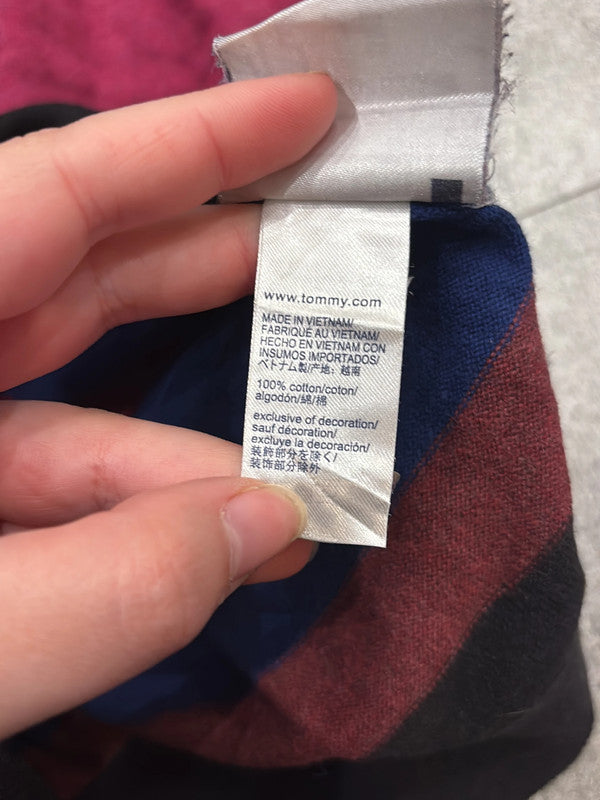 www.tommy.com
MADE IN VIETNAM/
FABRIQUÉ AU VIETNAM/
HECHO EN VIETNAM CON
INSUMOS IMPORTADOS/
ベトナム製/产地：越南
100% cotton/coton/
algodón/綿/棉
exclusive of decoration/
sauf décoration/
excluye la decoración/
装飾部分を除く/
装饰部分除外